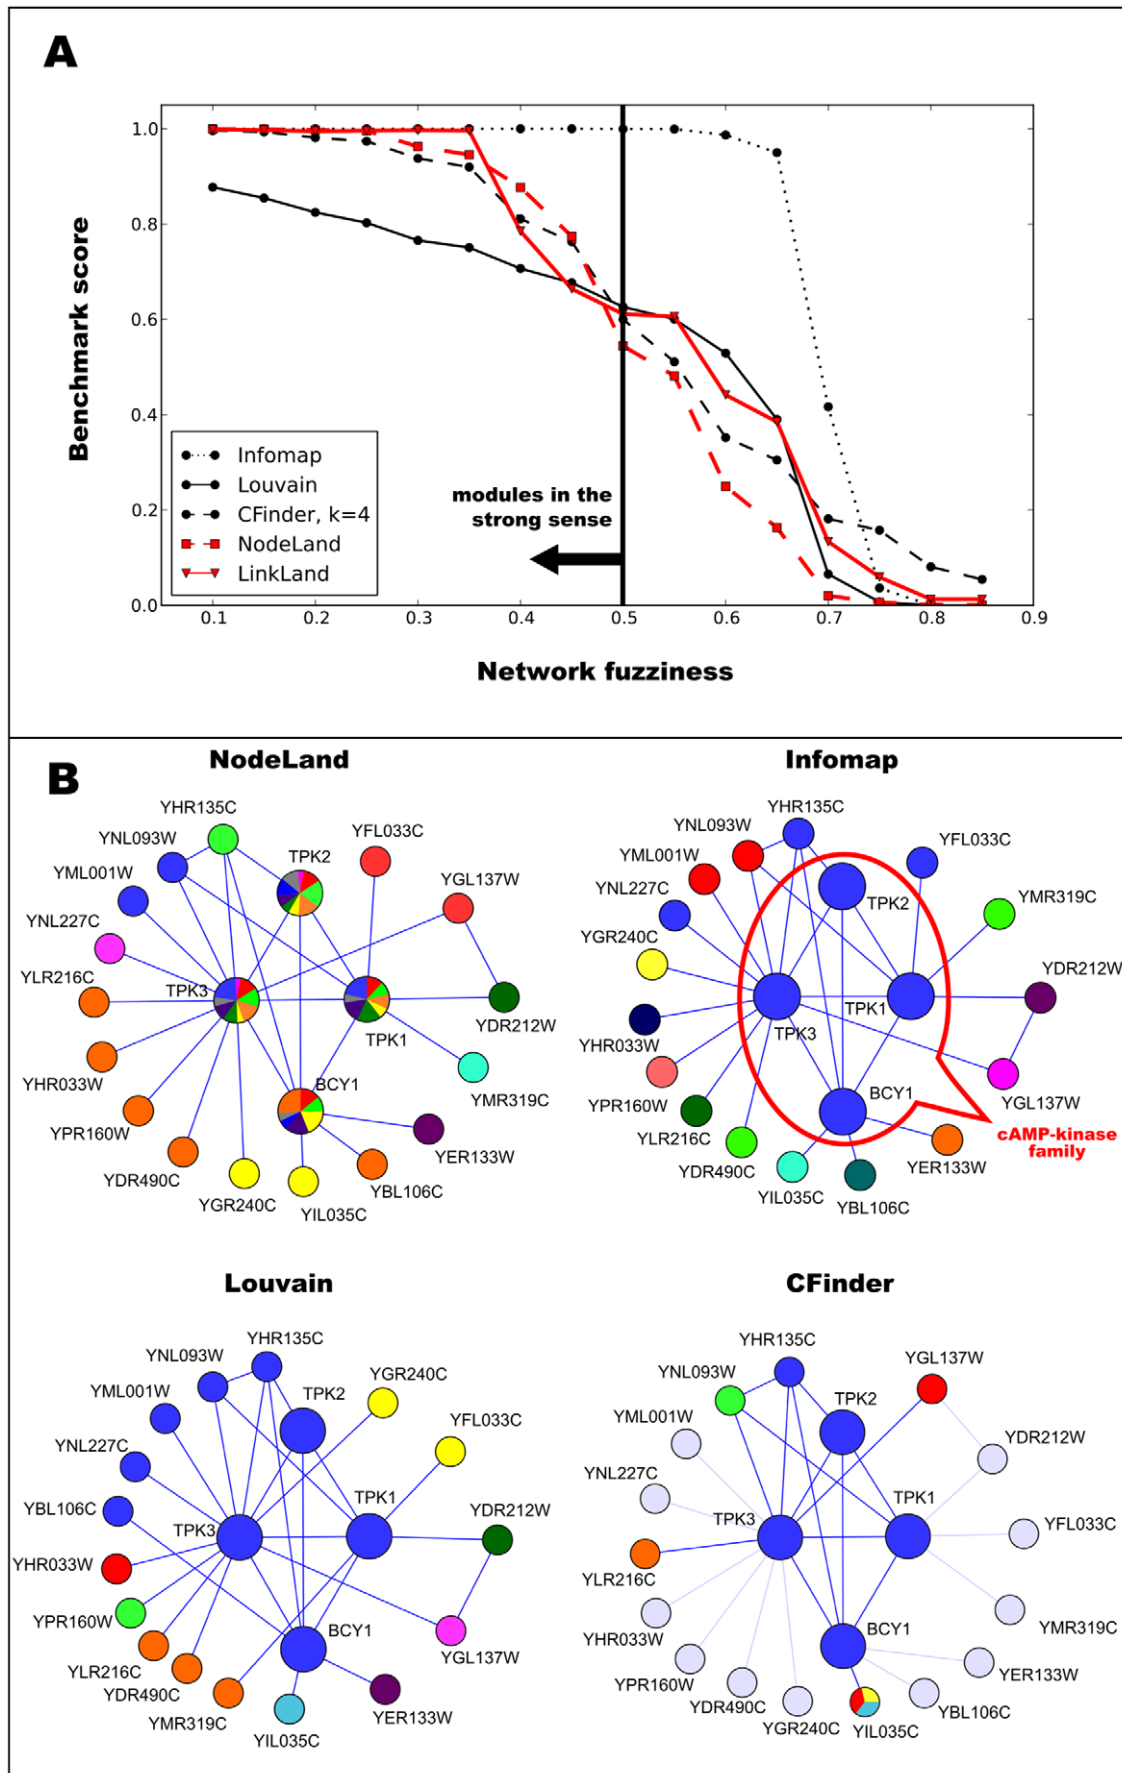 A
Benchmark score
1.0
0.8
0.6
0.4
0.2
0.0
Infomap
Louvain
CFinder, k=4
NodeLand
LinkLand
modules in the
strong sense
0.1 0.2 0.3 0.4 0.5 0.6 0.7 0.8 0.9
Network fuzziness
B
NodeLand
YHR135C
YNL093W
YFL033C
TPK2
YML001W
YGL137W
YNL227C
YLR216C
TPK3
TPK1
YDR212W
YHR033W
YMR319C
BCY1
YPR160W
YER133W
YDR490C
YBL106C
YGR240C
YIL035C
Infomap
YHR135C
YNL093W
YFL033C
YML001W
TPK2
YMR319C
YNL227C
YGR240C
YDR212W
TPK1
TPK3
YHR033W
BCY1
YGL137W
YPR160W
cAMP-kinase
family
YLR216C
YER133W
YDR490C
YIL035C
YBL106C
Louvain
YHR135C
YNL093W
YGR240C
YML001W
TPK2
YFL033C
YNL227C
YBL106C
TPK1
YDR212W
TPK3
YHR033W
YPR160W
BCY1
YGL137W
YLR216C
YDR490C
YMR319C
YER133W
YIL035C
CFinder
YHR135C
YGL137W
YNL093W
TPK2
YML001W
YDR212W
YNL227C
TPK1
TPK3
YFL033C
YLR216C
YMR319C
YHR033W
BCY1
YER133W
YPR160W
YDR490C
YBL106C
YGR240C
YIL035C